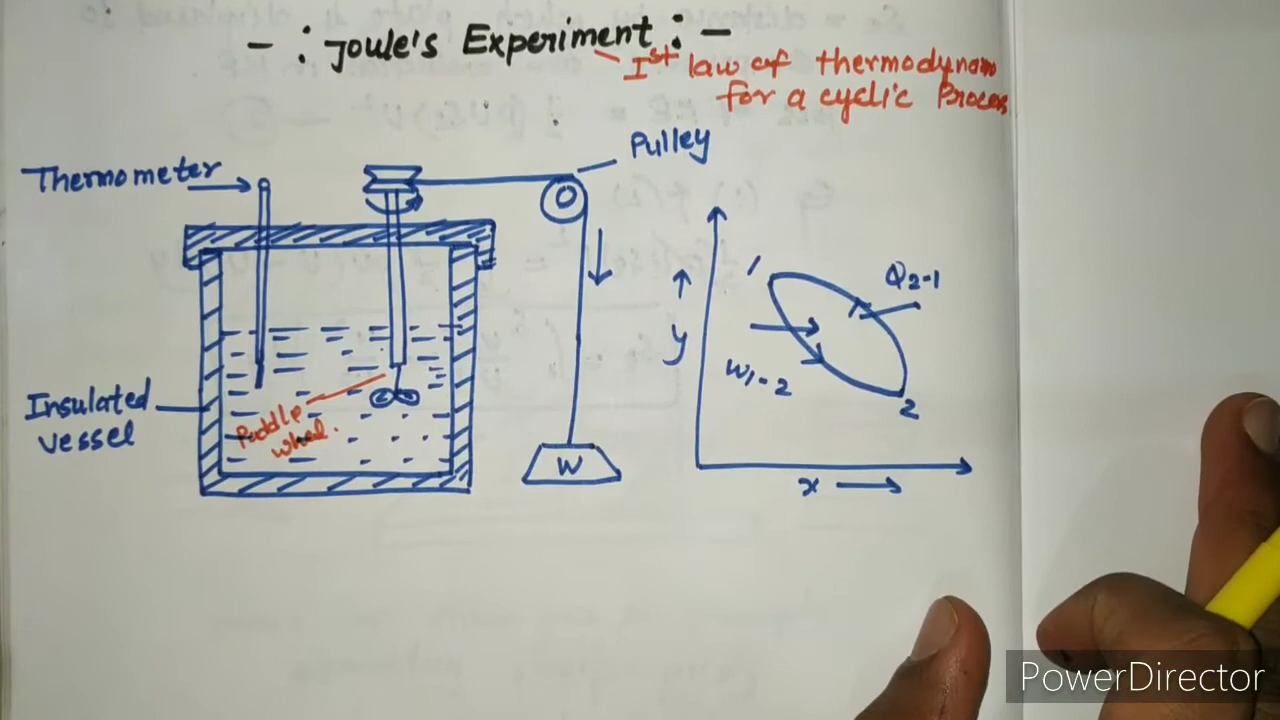 - : Joule's Experiment : -
Ist law of thermodynam
for a cyclic Process
Pulley
Thermometer
1
Q2-1
y
W1-2
2
Insulated
vessel
Paddle
wheel.
W
x
PowerDirector